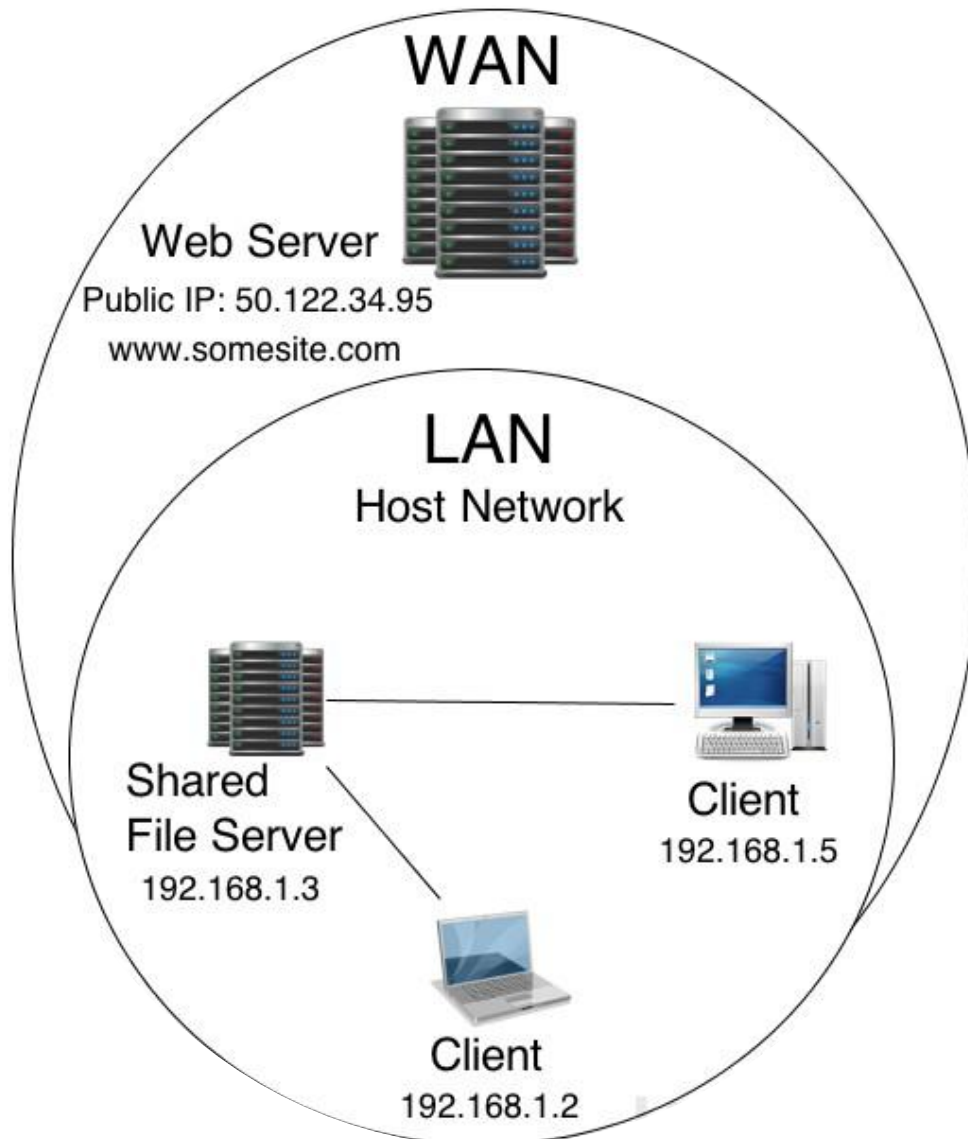 WAN
Web Server
Public IP: 50.122.34.95
www.somesite.com
LAN
Host Network
Shared
File Server
192.168.1.3
Client
192.168.1.5
Client
192.168.1.2